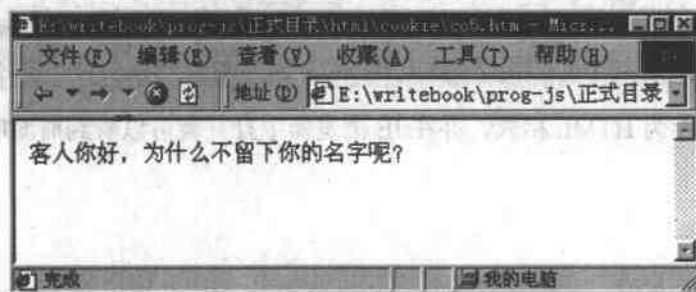 E:\writebook\prog-js\正式目录\html\cookie\cob.htm - Micr...
文件(F) 编辑(E) 查看(V) 收藏(A) 工具(T) 帮助(H)
地址(D) E:\writebook\prog-js\正式目录
客人你好，为什么不留下你的名字呢？
完成 我的电脑